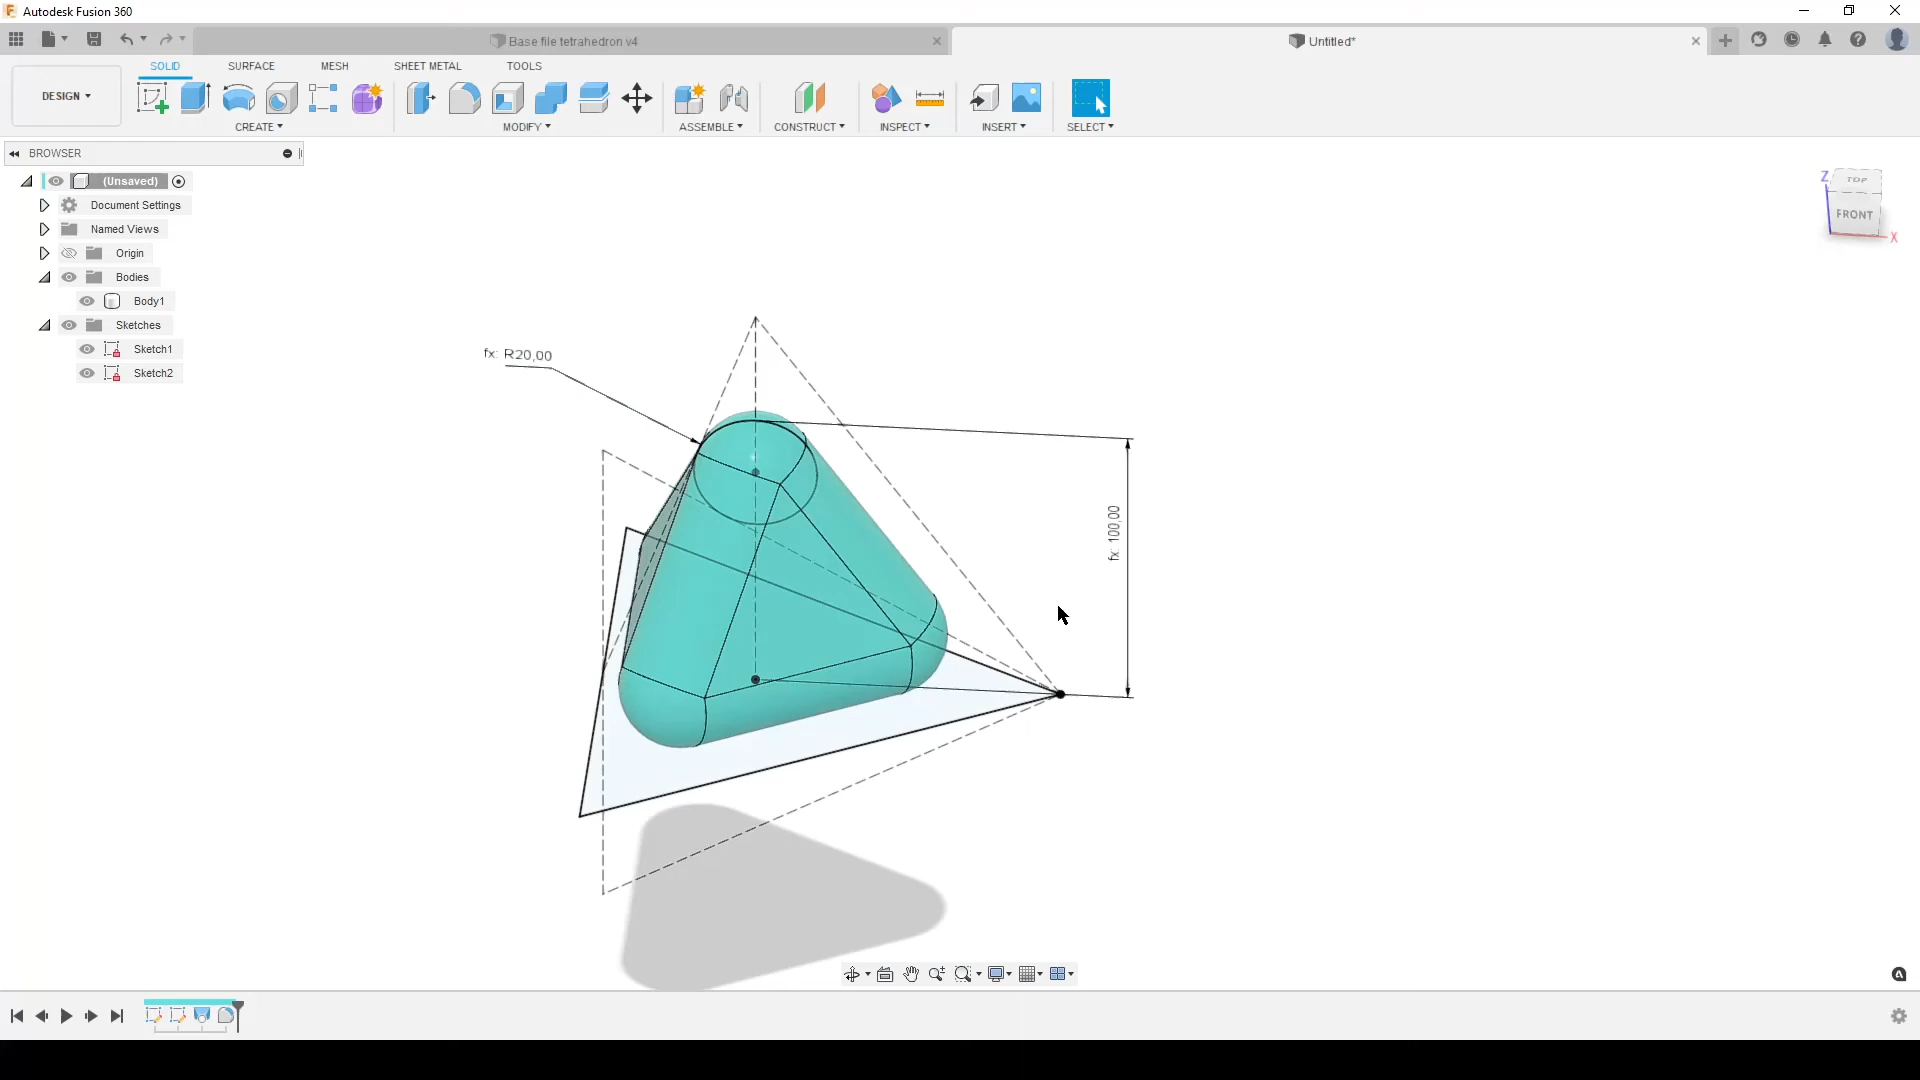 Autodesk Fusion 360
Base file tetrahedron v4
Untitled*
DESIGN
SOLID
SURFACE
MESH
SHEET METAL
TOOLS
CREATE
MODIFY
ASSEMBLE
CONSTRUCT
INSPECT
INSERT
SELECT
BROWSER
(Unsaved)
Document Settings
Named Views
Origin
Bodies
Body1
Sketches
Sketch1
Sketch2
Z
TOP
FRONT
X
fx: R20,00
fx: 100,00